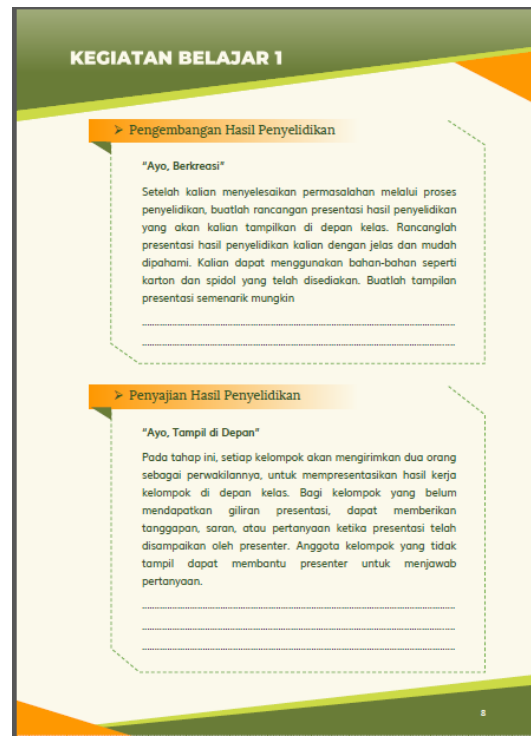 KEGIATAN BELAJAR 1
➢ Pengembangan Hasil Penyelidikan
"Ayo, Berkreasi"
Setelah kalian menyelesaikan permasalahan melalui proses
penyelidikan, buatlah rancangan presentasi hasil penyelidikan
yang akan kalian tampilkan di depan kelas. Rancanglah
presentasi hasil penyelidikan kalian dengan jelas dan mudah
dipahami. Kalian dapat menggunakan bahan-bahan seperti
karton dan spidol yang telah disediakan. Buatlah tampilan
presentasi semenarik mungkin
➢ Penyajian Hasil Penyelidikan
"Ayo, Tampil di Depan"
Pada tahap ini, setiap kelompok akan mengirimkan dua orang
sebagai perwakilannya, untuk mempresentasikan hasil kerja
kelompok di depan kelas. Bagi kelompok yang belum
mendapatkan giliran presentasi, dapat memberikan
tanggapan, saran, atau pertanyaan ketika presentasi telah
disampaikan oleh presenter. Anggota kelompok yang tidak
tampil dapat membantu presenter untuk menjawab
pertanyaan.
8